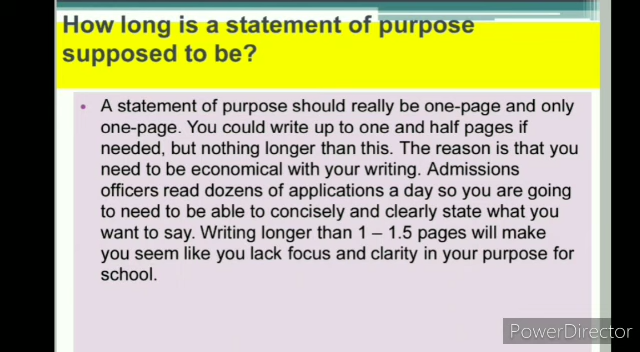 How long is a statement of purpose
supposed to be?
• A statement of purpose should really be one-page and only
one-page. You could write up to one and half pages if
needed, but nothing longer than this. The reason is that you
need to be economical with your writing. Admissions
officers read dozens of applications a day so you are going
to need to be able to concisely and clearly state what you
want to say. Writing longer than 1 – 1.5 pages will make
you seem like you lack focus and clarity in your purpose for
school.
PowerDirector